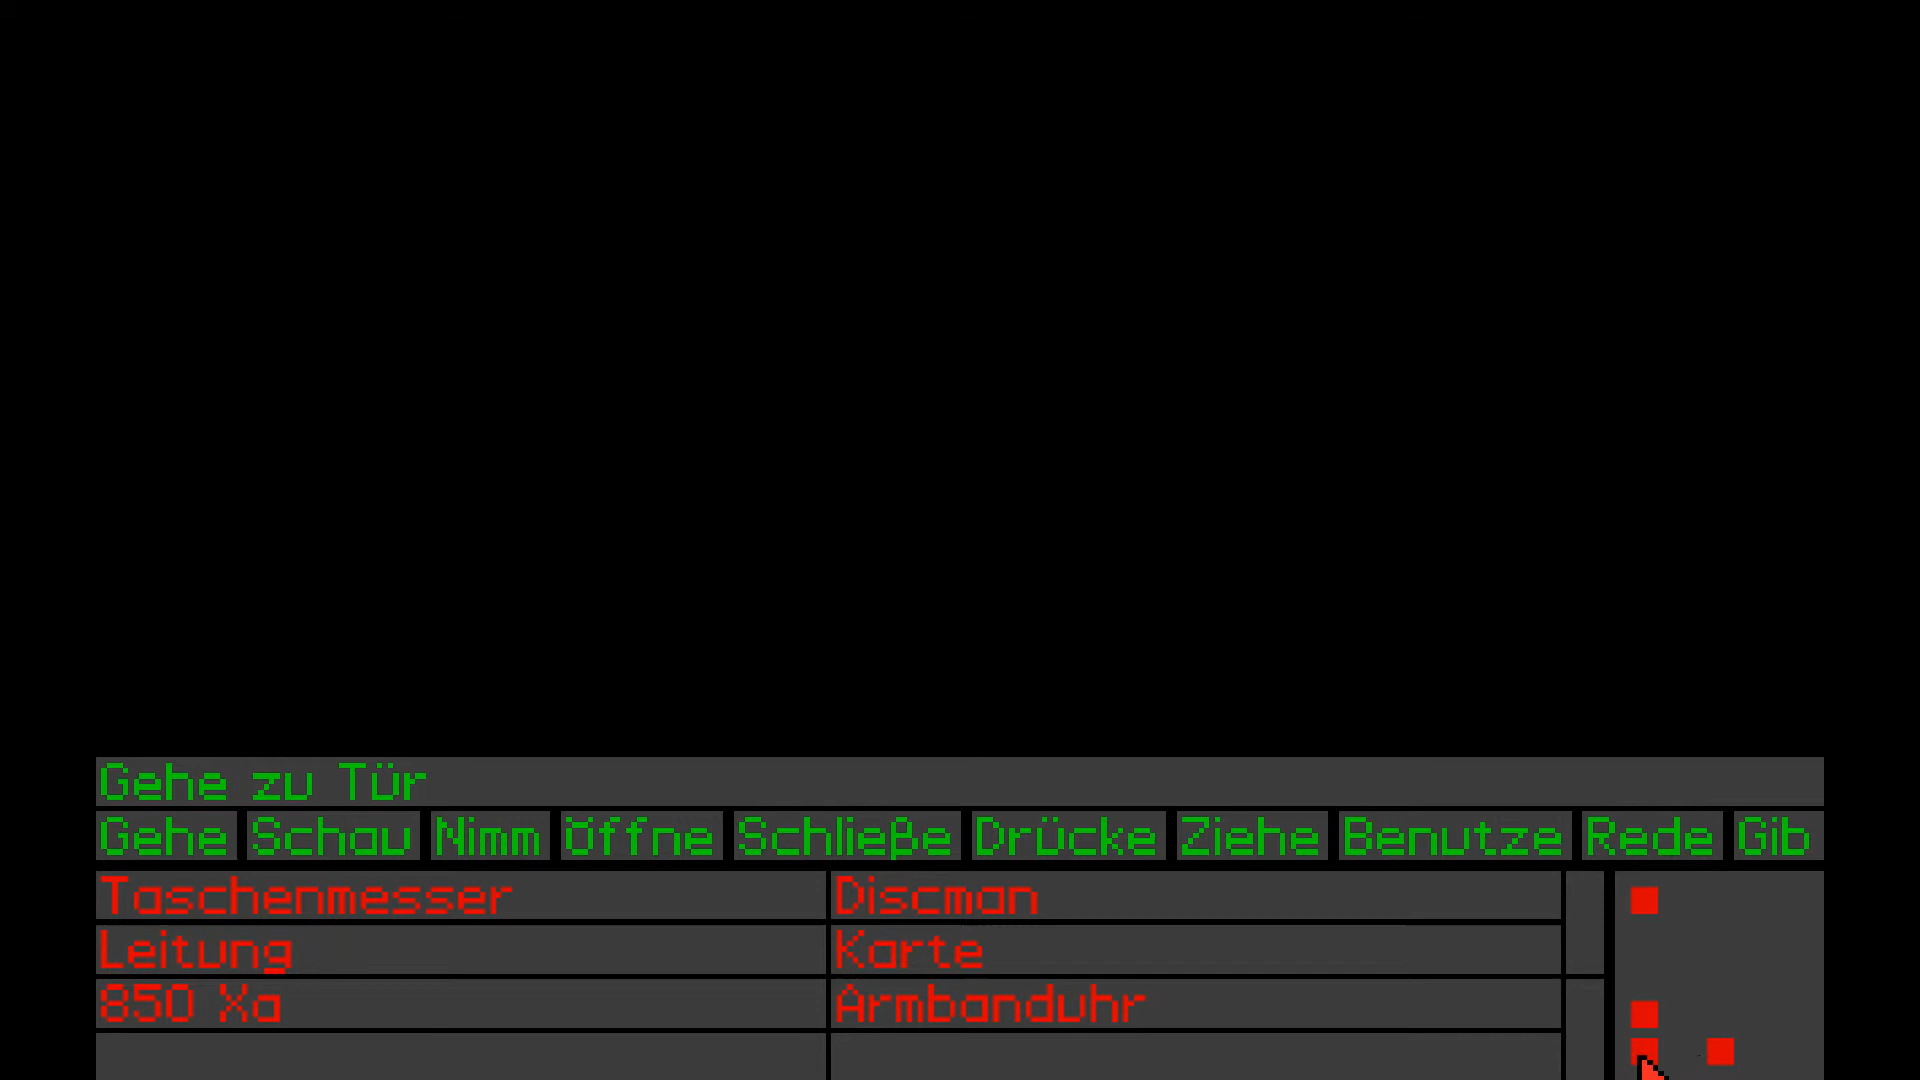 Gehe zu Tür
Gehe Schau Nimm Öffne Schließe Drücke Ziehe Benutze Rede Gib
Taschenmesser Discman
Leitung Karte
850 Xa Armbanduhr